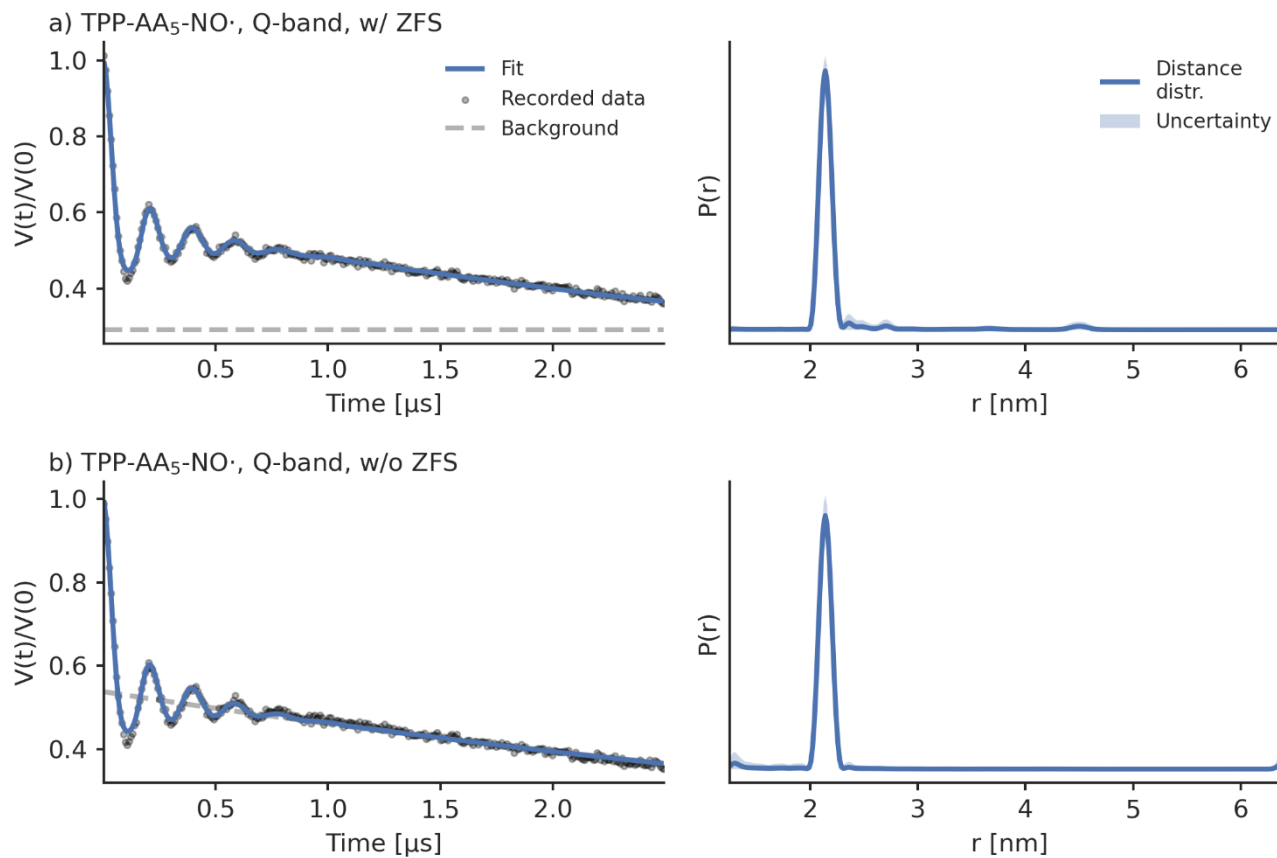 a) TPP-AA₅-NO·, Q-band, w/ ZFS
1.0
0.8
0.6
0.4
V(t)/V(0)
Fit
Recorded data
Background
0.5 1.0 1.5 2.0
Time [μs]
P(r)
Distance
distr.
Uncertainty
2 3 4 5 6
r [nm]
b) TPP-AA₅-NO·, Q-band, w/o ZFS
1.0
0.8
0.6
0.4
V(t)/V(0)
0.5 1.0 1.5 2.0
Time [μs]
P(r)
2 3 4 5 6
r [nm]